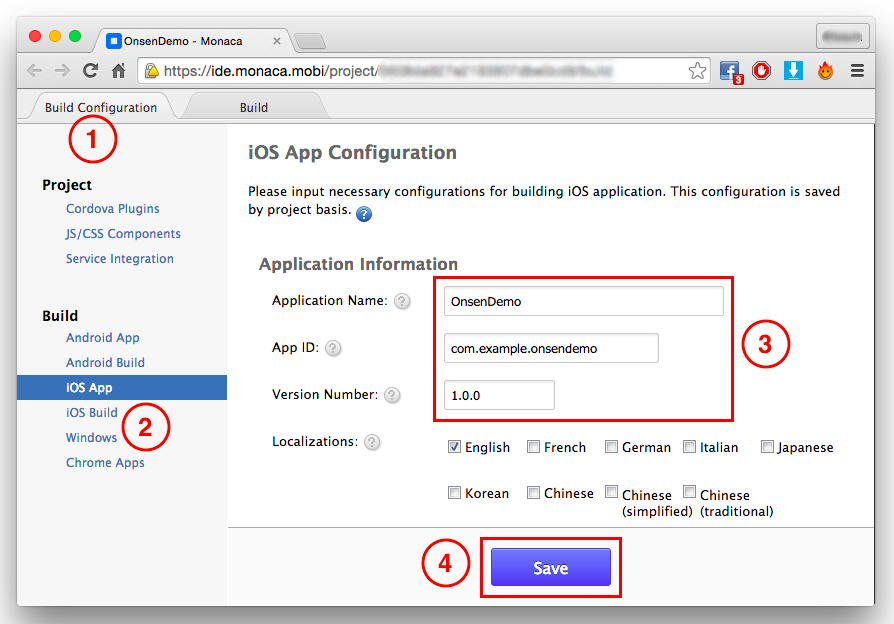 OnsenDemo - Monaca
https://ide.monaca.mobi/project/
3
Build Configuration
Build
1
Project
Cordova Plugins
JS/CSS Components
Service Integration
Build
Android App
Android Build
iOS App
iOS Build
2
Windows
Chrome Apps
iOS App Configuration
Please input necessary configurations for building iOS application. This configuration is saved
by project basis. ?
Application Information
Application Name: ? OnsenDemo
App ID: ? com.example.onsendemo
3
Version Number: ? 1.0.0
Localizations: ? English French German Italian Japanese
Korean Chinese Chinese Chinese
(simplified) (traditional)
4 Save